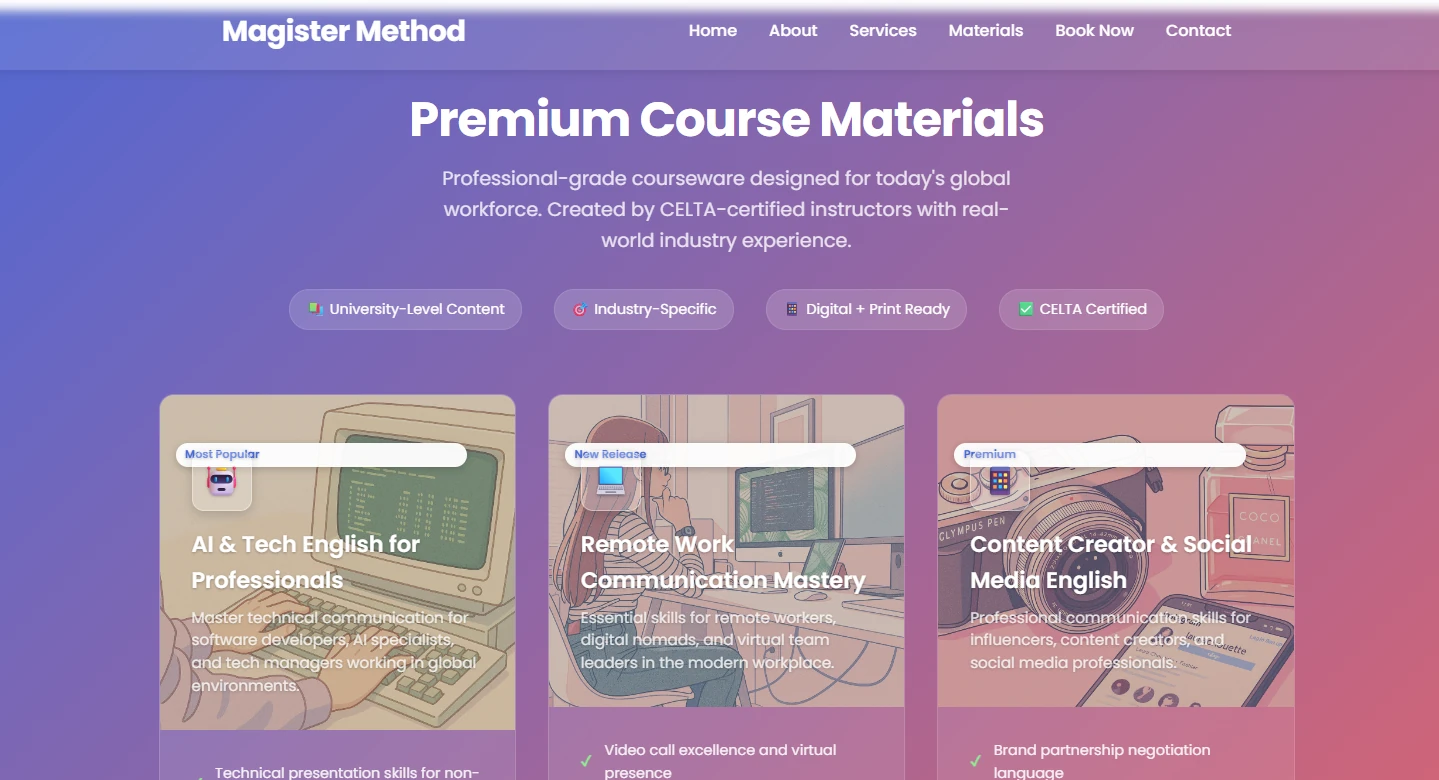 Magister Method
Home About Services Materials Book Now Contact
Premium Course Materials
Professional-grade courseware designed for today's global
workforce. Created by CELTA-certified instructors with real-
world industry experience.
University-Level Content
Industry-Specific
Digital + Print Ready
CELTA Certified
Most Popular
AI & Tech English for
Professionals
Master technical communication for
software developers, AI specialists,
and tech managers working in global
environments.
Technical presentation skills for non-
New Release
Remote Work
Communication Mastery
Essential skills for remote workers,
digital nomads, and virtual team
leaders in the modern workplace.
Video call excellence and virtual
presence
Premium
OLYMPUS PEN
COCO
Content Creator & Social
Media English
Professional communication skills for
influencers, content creators, and
social media professionals.
Brand partnership negotiation
language